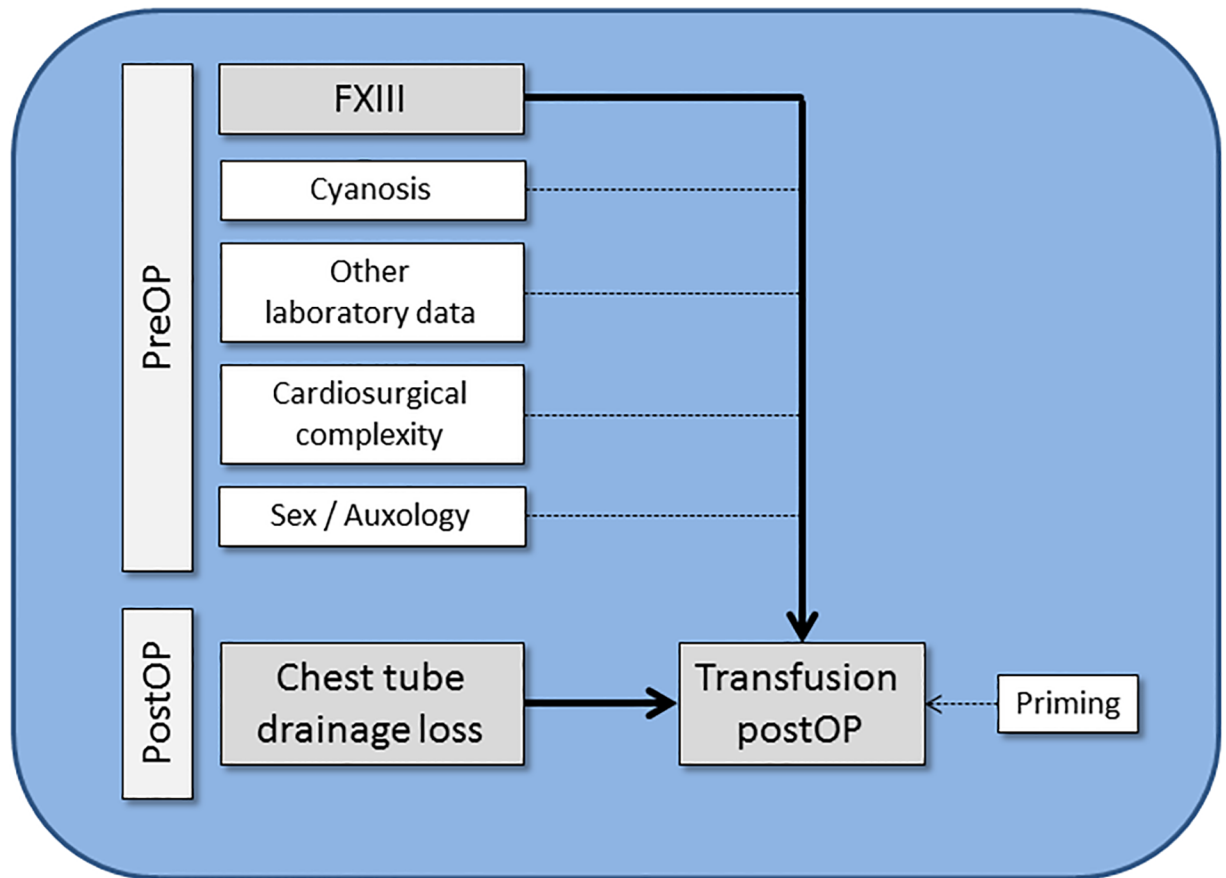 PreOP
FXIII
Cyanosis
Other
laboratory data
Cardiosurgical
complexity
Sex / Auxology
PostOP
Chest tube
drainage loss
Transfusion
postOP
Priming